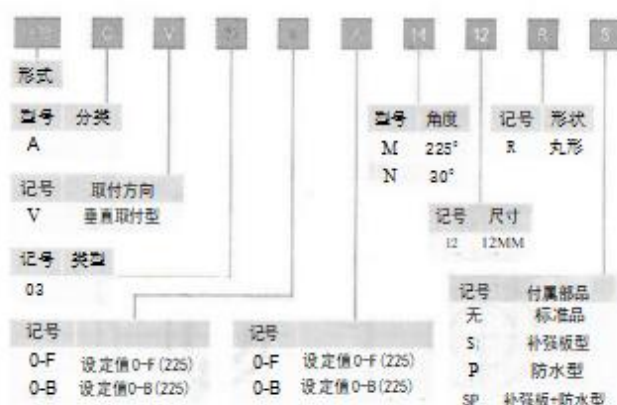 C V M 12 R S
形式
型号 分类
A
记号 取付方向
V 垂直取付型
记号 类型
03
记号
0-F 设定值0-F(225)
0-B 设定值0-B(225)
记号
0-F 设定值0-F(225)
0-B 设定值0-B(225)
型号 角度
M 225°
N 30°
记号 形状
R 丸形
记号 尺寸
12 12MM
记号 付属部品
无 标准品
S 补强板型
P 防水型
SP 补强板+防水型